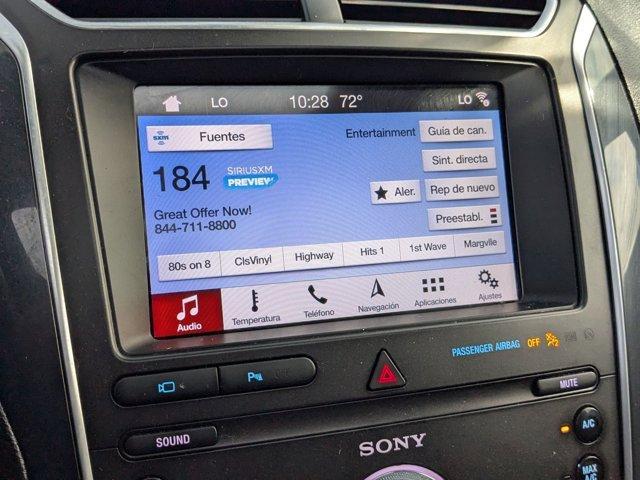 LO 10:28 72° LO
sxm Fuentes Entertainment Guía de can.
184 SIRIUSXM PREVIEW Sint. directa
Aler. Rep de nuevo
Great Offer Now!
844-711-8800
Preestabl.
80s on 8 ClsVinyl Highway Hits 1 1st Wave Margvlle
Audio Temperatura Teléfono Navegación Aplicaciones Ajustes
PASSENGER AIRBAG OFF
MUTE
SOUND SONY A/C
MAX A/C